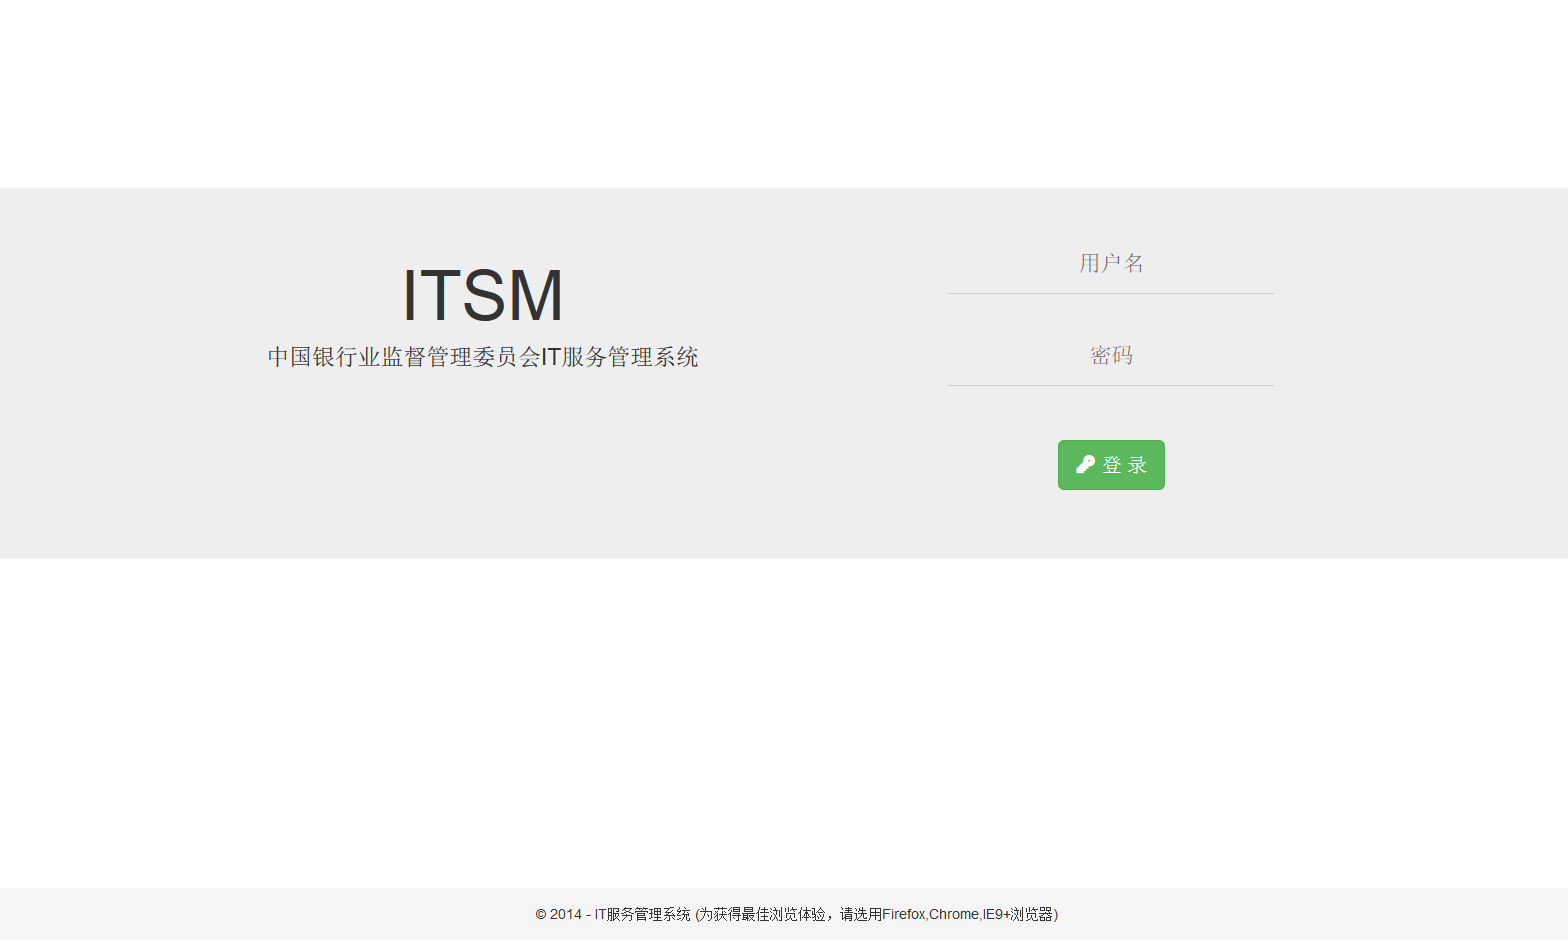 ITSM
中国银行业监督管理委员会IT服务管理系统
用户名
密码
登 录
© 2014 - IT服务管理系统 (为获得最佳浏览体验，请选用Firefox,Chrome,IE9+浏览器)